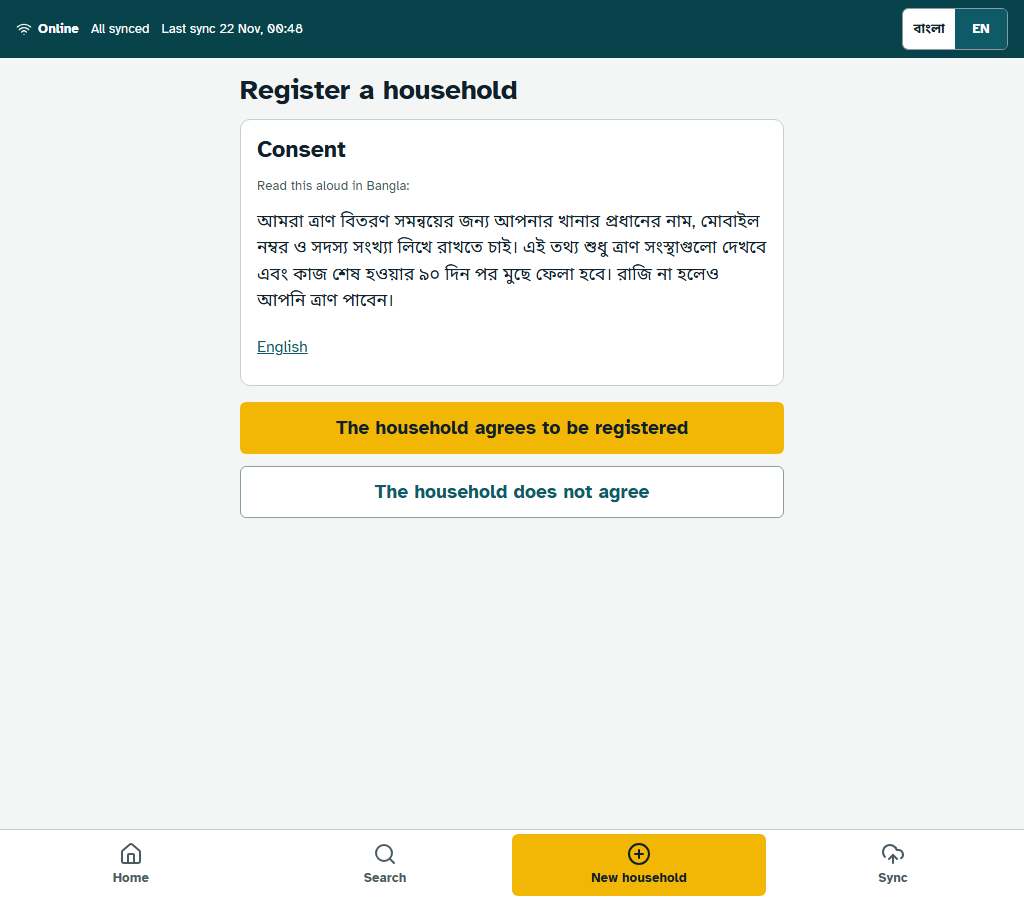 Online All synced Last sync 22 Nov, 00:48
বাংলা EN
Register a household
Consent
Read this aloud in Bangla:
আমরা ত্রাণ বিতরণ সমন্বয়ের জন্য আপনার খানার প্রধানের নাম, মোবাইল
নম্বর ও সদস্য সংখ্যা লিখে রাখতে চাই। এই তথ্য শুধু ত্রাণ সংস্থাগুলো দেখবে
এবং কাজ শেষ হওয়ার ৯০ দিন পর মুছে ফেলা হবে। রাজি না হলেও
আপনি ত্রাণ পাবেন।
English
The household agrees to be registered
The household does not agree
Home
Search
New household
Sync